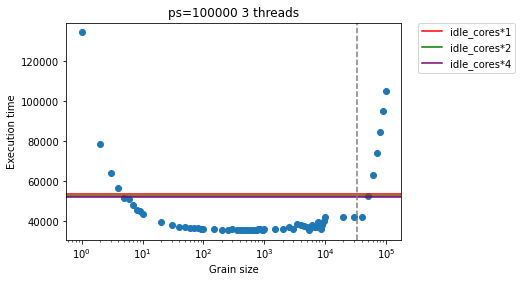 ps=100000 3 threads
idle_cores*1
idle_cores*2
idle_cores*4
Execution time
120000
100000
80000
60000
40000
10⁰
10¹
10²
10³
10⁴
10⁵
Grain size